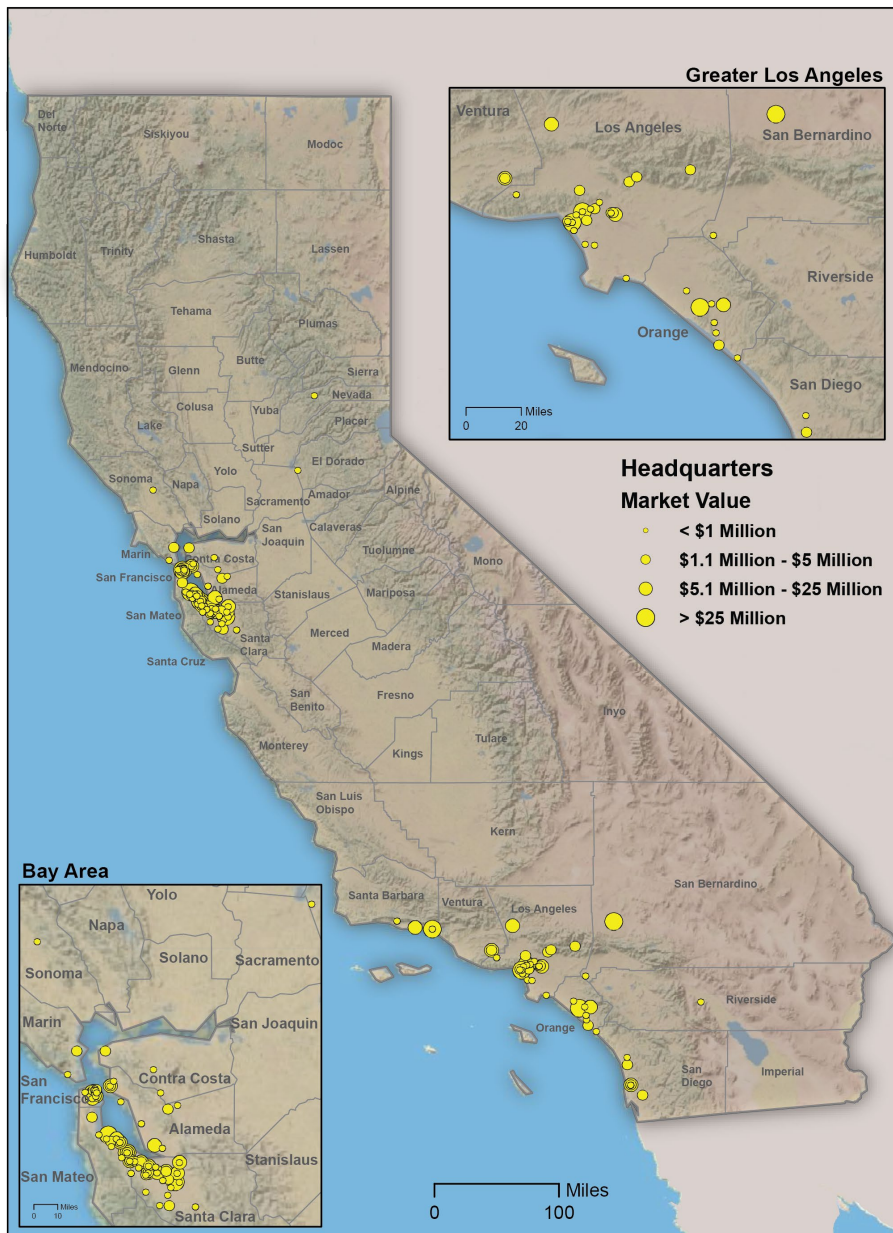 Greater Los Angeles
Ventura
Los Angeles
San Bernardino
Riverside
Orange
San Diego
0 20 Miles
Del
Norte
Siskiyou
Modoc
Humboldt
Trinity
Shasta
Lassen
Tehama
Plumas
Mendocino
Glenn
Butte
Sierra
Colusa
Yuba
Nevada
Placer
Lake
Sutter
Sonoma
Napa
Yolo
El Dorado
Sacramento
Amador
Alpine
Solano
Calaveras
San
Joaquin
Marin
Contra Costa
Tuolumne
Mono
San Francisco
Alameda
Stanislaus
Mariposa
San Mateo
Santa
Clara
Merced
Madera
Santa Cruz
San
Benito
Fresno
Inyo
Monterey
Kings
Tulare
San Luis
Obispo
Kern
Santa Barbara
Ventura
Los Angeles
San Bernardino
Orange
Riverside
San
Diego
Imperial
Headquarters
Market Value
< $1 Million
$1.1 Million - $5 Million
$5.1 Million - $25 Million
> $25 Million
Bay Area
Yolo
Napa
Solano
Sacramento
Sonoma
Marin
San Joaquin
Contra Costa
San
Francisco
Alameda
Stanislaus
San Mateo
Santa Clara
Miles
0 10
Miles
0 100